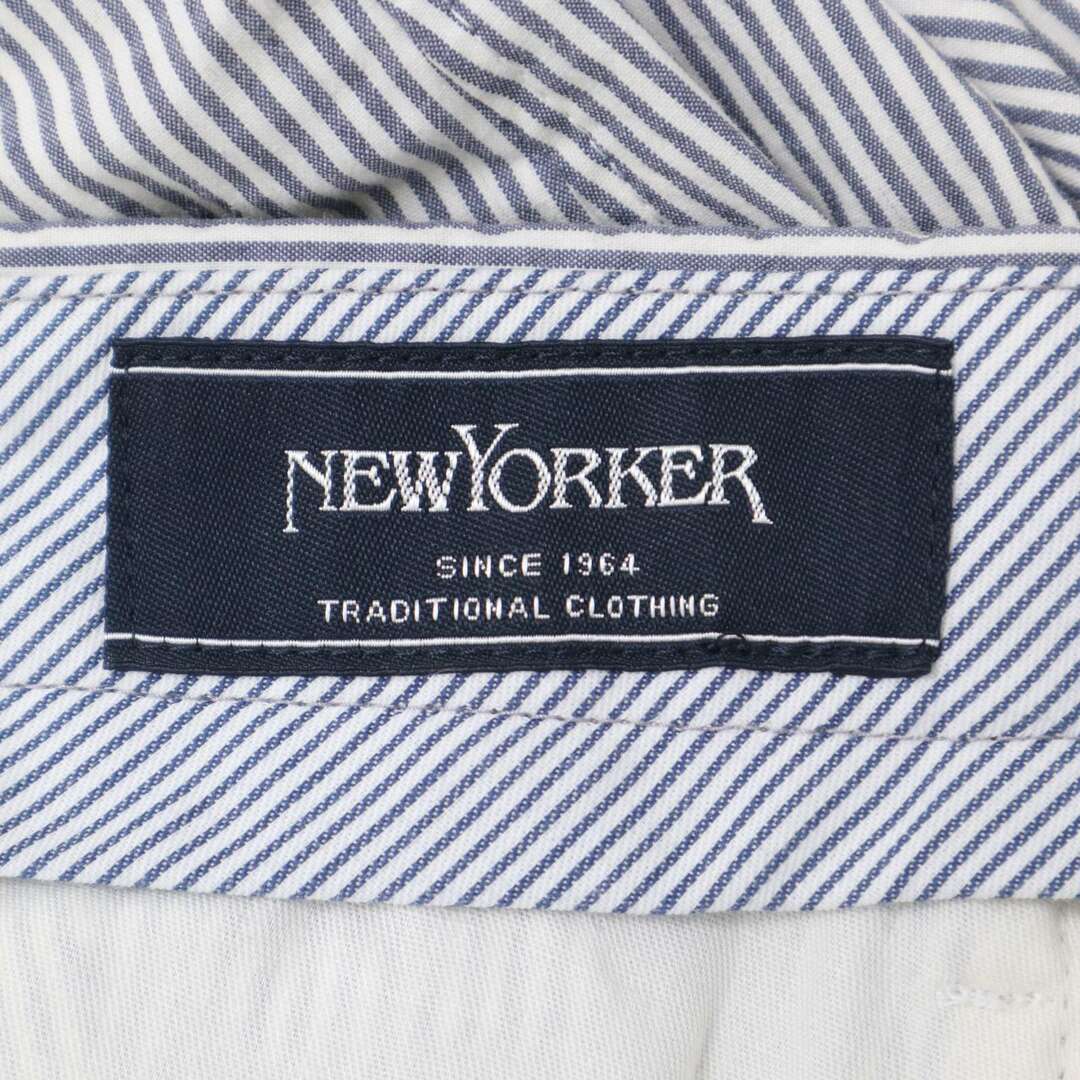 NEWYORKER
SINCE 1964
TRADITIONAL CLOTHING